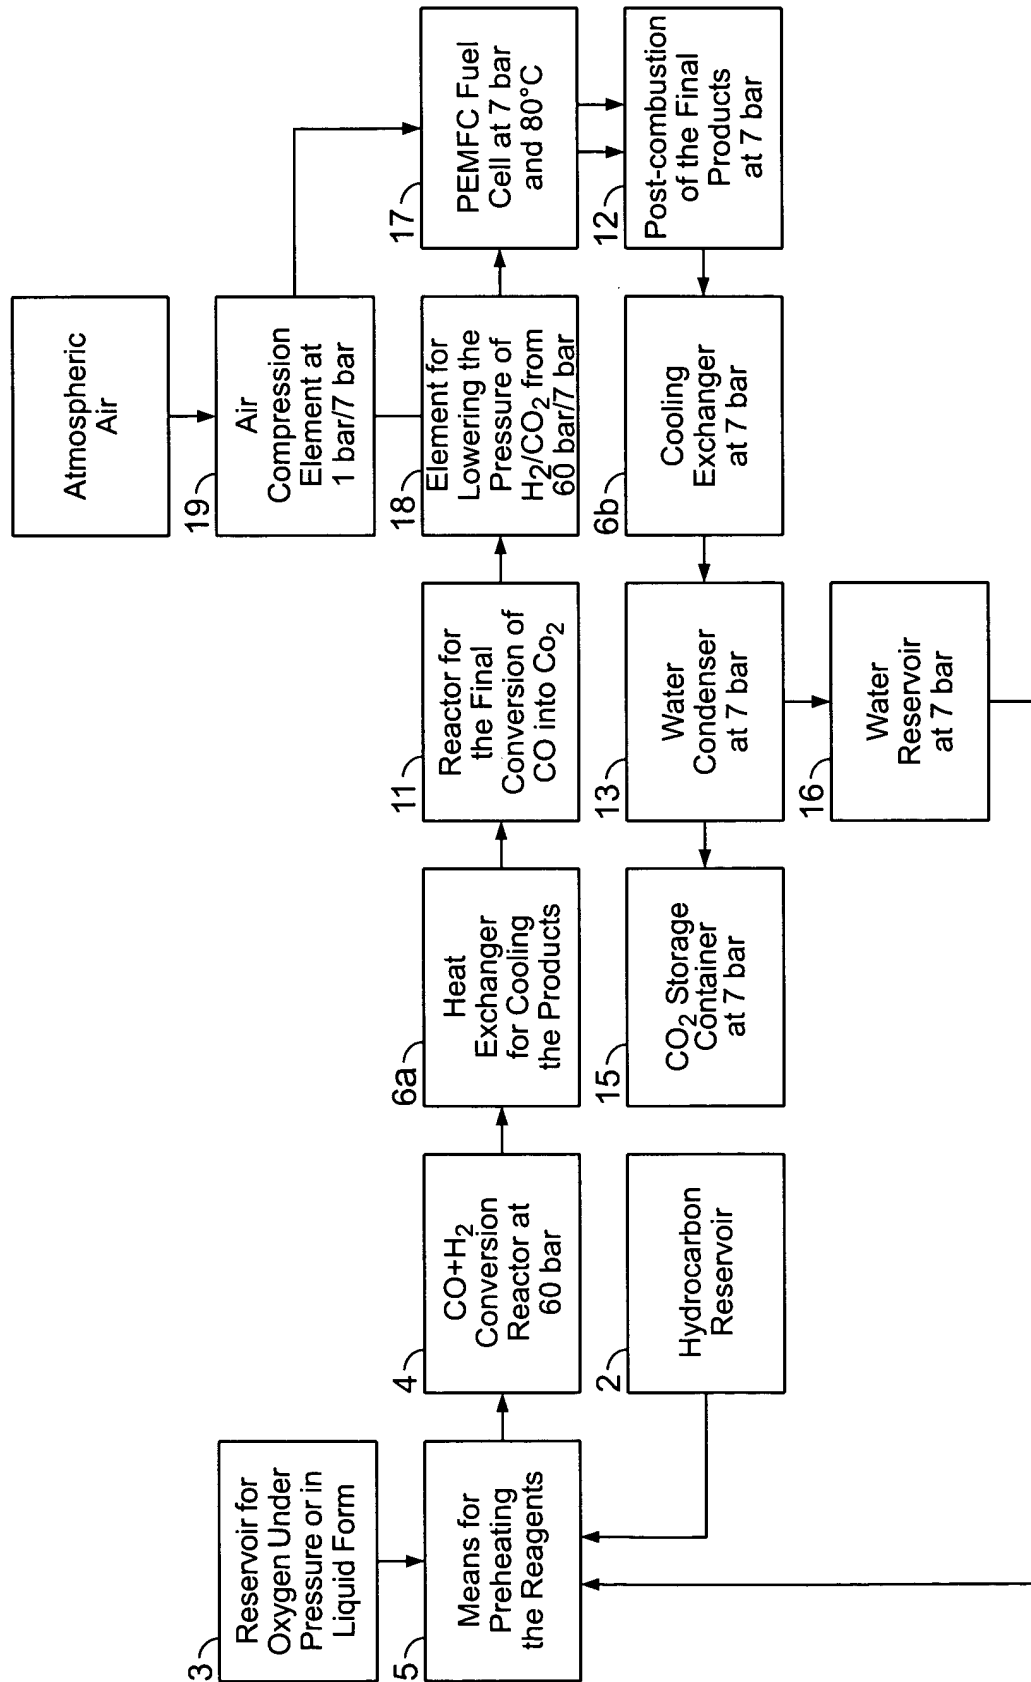 Atmospheric
Air
19
Air
Compression
Element at
1 bar/7 bar
3
Reservoir for
Oxygen Under
Pressure or in
Liquid Form
5
Means for
Preheating
the Reagents
4
CO+H2
Conversion
Reactor at
60 bar
6a
Heat
Exchanger
for Cooling
the Products
11
Reactor for
the Final
Conversion of
CO into Co2
18
Element for
Lowering the
Pressure of
H2/CO2 from
60 bar/7 bar
17
PEMFC Fuel
Cell at 7 bar
and 80°C
2
Hydrocarbon
Reservoir
15
CO2 Storage
Container
at 7 bar
13
Water
Condenser
at 7 bar
6b
Cooling
Exchanger
at 7 bar
12
Post-combustion
of the Final
Products
at 7 bar
16
Water
Reservoir
at 7 bar